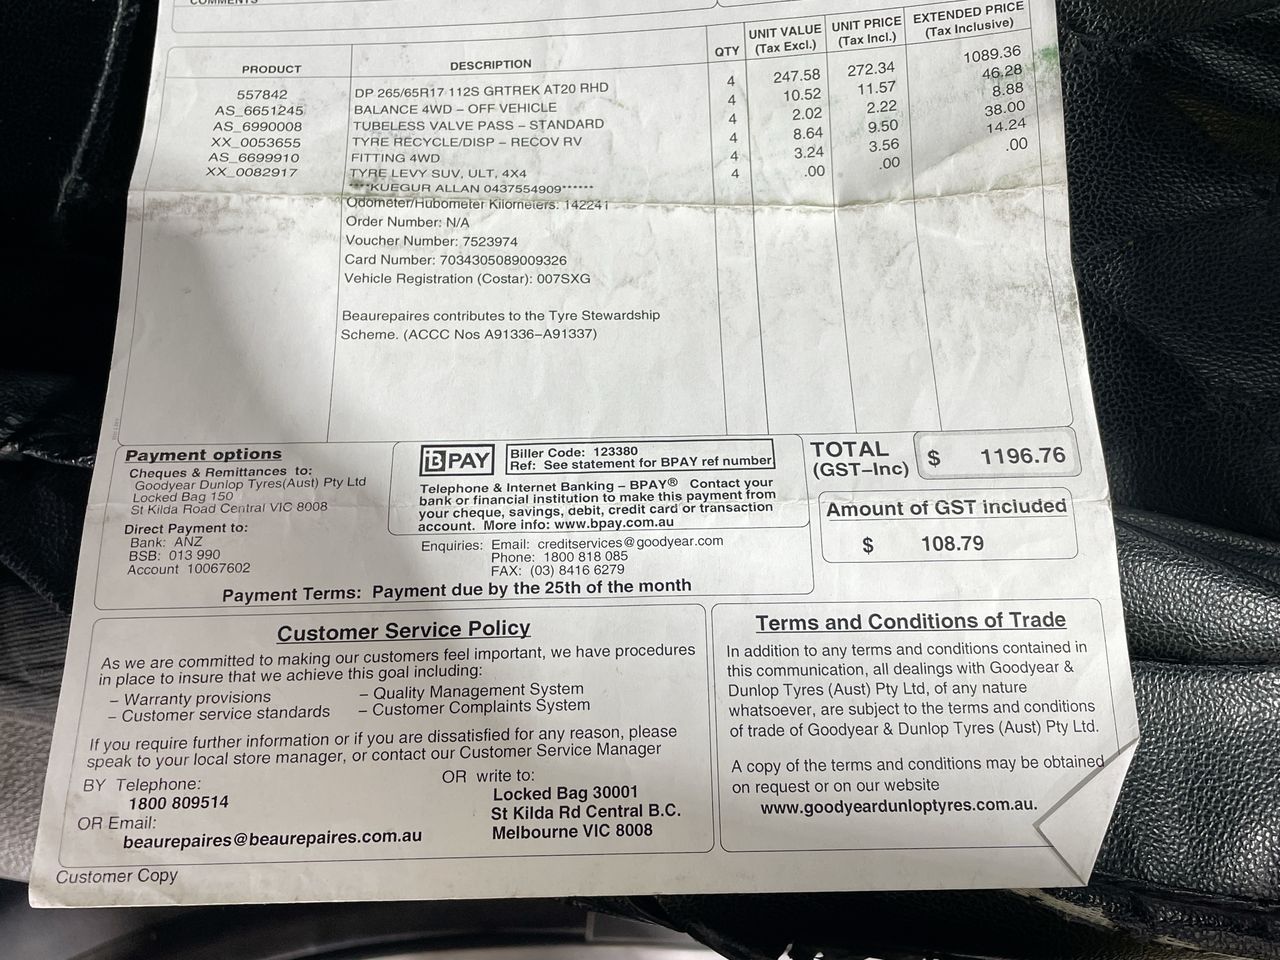 COMMENTS
PRODUCT DESCRIPTION QTY UNIT VALUE (Tax Excl.) UNIT PRICE (Tax Incl.) EXTENDED PRICE (Tax Inclusive)
557842 DP 265/65R17 112S GRTREK AT20 RHD 4 247.58 272.34 1089.36
AS_6651245 BALANCE 4WD – OFF VEHICLE 4 10.52 11.57 46.28
AS_6990008 TUBELESS VALVE PASS – STANDARD 4 2.02 2.22 8.88
XX_0053655 TYRE RECYCLE/DISP – RECOV RV 4 8.64 9.50 38.00
AS_6699910 FITTING 4WD 4 3.24 3.56 14.24
XX_0082917 TYRE LEVY SUV, ULT, 4X4 4 .00 .00 .00
****KUEGUR ALLAN 0437554909******
Odometer/Hubometer Kilometers: 142241
Order Number: N/A
Voucher Number: 7523974
Card Number: 7034305089009326
Vehicle Registration (Costar): 007SXG
Beaurepaires contributes to the Tyre Stewardship
Scheme. (ACCC Nos A91336–A91337)
Payment options
Cheques & Remittances to:
Goodyear Dunlop Tyres(Aust) Pty Ltd
Locked Bag 150
St Kilda Road Central VIC 8008
Direct Payment to:
Bank: ANZ
BSB: 013 990
Account 10067602
B PAY
Biller Code: 123380
Ref: See statement for BPAY ref number
Telephone & Internet Banking – BPAY® Contact your
bank or financial institution to make this payment from
your cheque, savings, debit, credit card or transaction
account. More info: www.bpay.com.au
Enquiries: Email: creditservices@goodyear.com
Phone: 1800 818 085
FAX: (03) 8416 6279
Payment Terms: Payment due by the 25th of the month
TOTAL
(GST–Inc)
$ 1196.76
Amount of GST included
$ 108.79
Customer Service Policy
As we are committed to making our customers feel important, we have procedures
in place to insure that we achieve this goal including:
– Warranty provisions – Quality Management System
– Customer service standards – Customer Complaints System
If you require further information or if you are dissatisfied for any reason, please
speak to your local store manager, or contact our Customer Service Manager
BY Telephone:
1800 809514
OR Email:
beaurepaires@beaurepaires.com.au
OR write to:
Locked Bag 30001
St Kilda Rd Central B.C.
Melbourne VIC 8008
Terms and Conditions of Trade
In addition to any terms and conditions contained in
this communication, all dealings with Goodyear &
Dunlop Tyres (Aust) Pty Ltd, of any nature
whatsoever, are subject to the terms and conditions
of trade of Goodyear & Dunlop Tyres (Aust) Pty Ltd.
A copy of the terms and conditions may be obtained
on request or on our website
www.goodyeardunloptyres.com.au.
Customer Copy